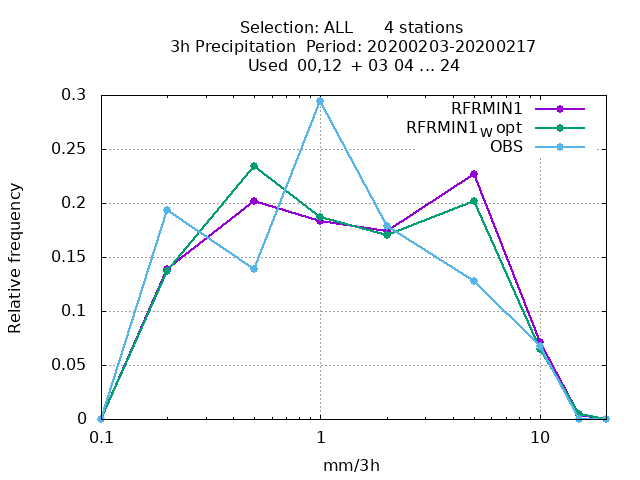 Selection: ALL 4 stations
3h Precipitation Period: 20200203-20200217
Used 00,12 + 03 04 ... 24
RFRMIN1
RFRMIN1w opt
OBS
Relative frequency
0.3
0.25
0.2
0.15
0.1
0.05
0
0.1 1 10
mm/3h